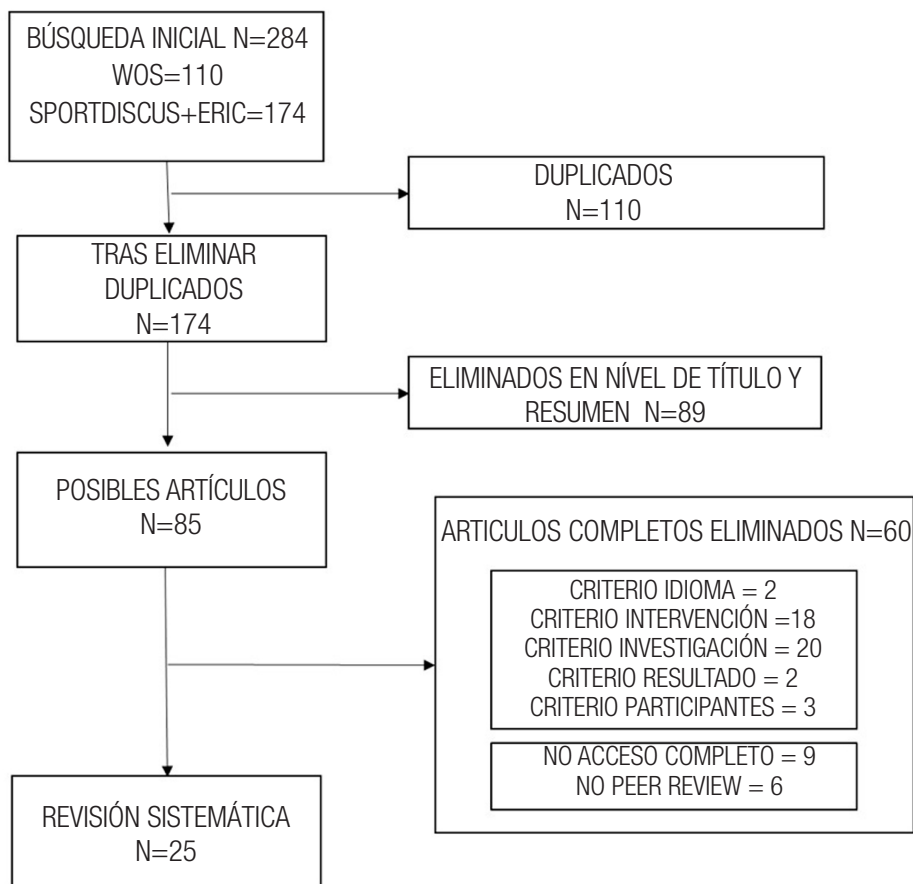 BÚSQUEDA INICIAL N=284
WOS=110
SPORTDISCUS+ERIC=174
DUPLICADOS
N=110
TRAS ELIMINAR
DUPLICADOS
N=174
ELIMINADOS EN NÍVEL DE TÍTULO Y
RESUMEN N=89
POSIBLES ARTÍCULOS
N=85
ARTICULOS COMPLETOS ELIMINADOS N=60
CRITERIO IDIOMA = 2
CRITERIO INTERVENCIÓN =18
CRITERIO INVESTIGACIÓN = 20
CRITERIO RESULTADO = 2
CRITERIO PARTICIPANTES = 3
NO ACCESO COMPLETO = 9
NO PEER REVIEW = 6
REVISIÓN SISTEMÁTICA
N=25